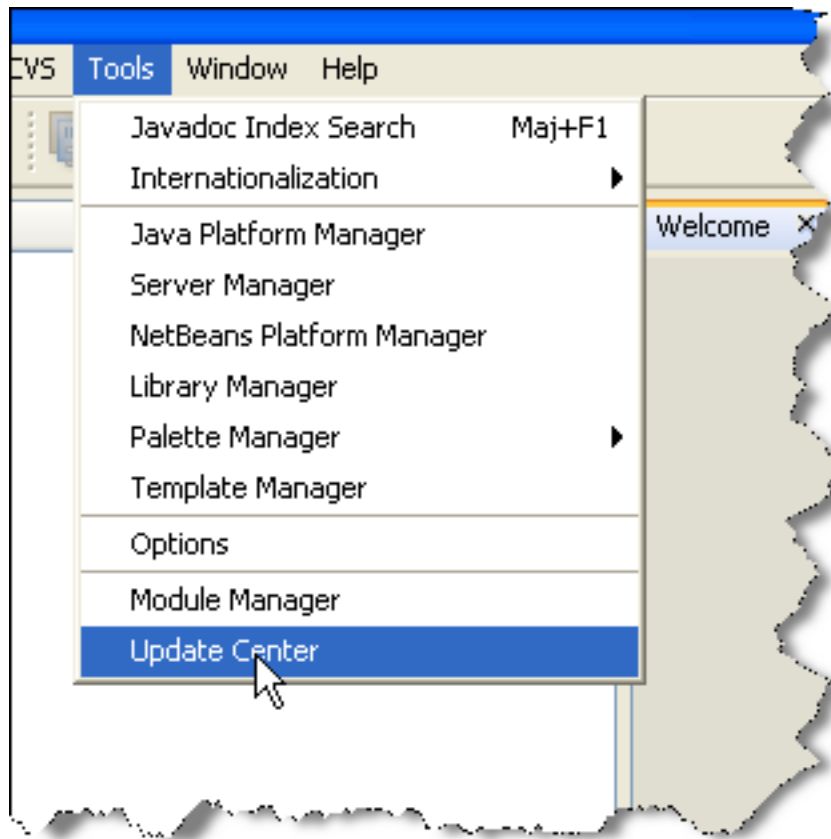 CVS Tools Window Help
Javadoc Index Search Maj+F1
Internationalization
Java Platform Manager
Welcome
Server Manager
NetBeans Platform Manager
Library Manager
Palette Manager
Template Manager
Options
Module Manager
Update Center